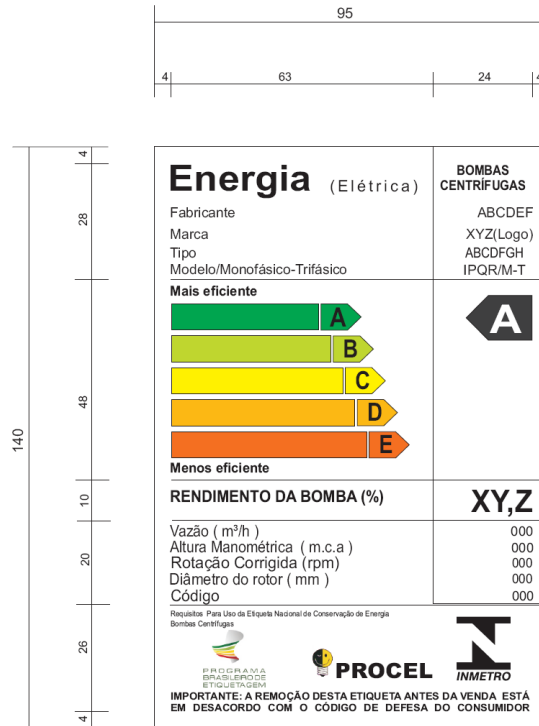 95
4 63 24 4
4
Energia (Elétrica) BOMBAS CENTRÍFUGAS
28
Fabricante ABCDEF
Marca XYZ(Logo)
Tipo ABCDFGH
Modelo/Monofásico-Trifásico IPQR/M-T
Mais eficiente
A A
B
C
48
D
140
E
Menos eficiente
10 RENDIMENTO DA BOMBA (%) XY,Z
Vazão ( m³/h ) 000
Altura Manométrica ( m.c.a ) 000
20 Rotação Corrigida (rpm) 000
Diâmetro do rotor ( mm ) 000
Código 000
Requisitos Para Uso da Etiqueta Nacional de Conservação de Energia
Bombas Centrífugas
26
PROGRAMA
BRASILEIRO DE
ETIQUETAGEM
PROCEL
INMETRO
IMPORTANTE: A REMOÇÃO DESTA ETIQUETA ANTES DA VENDA ESTÁ
EM DESACORDO COM O CÓDIGO DE DEFESA DO CONSUMIDOR
4